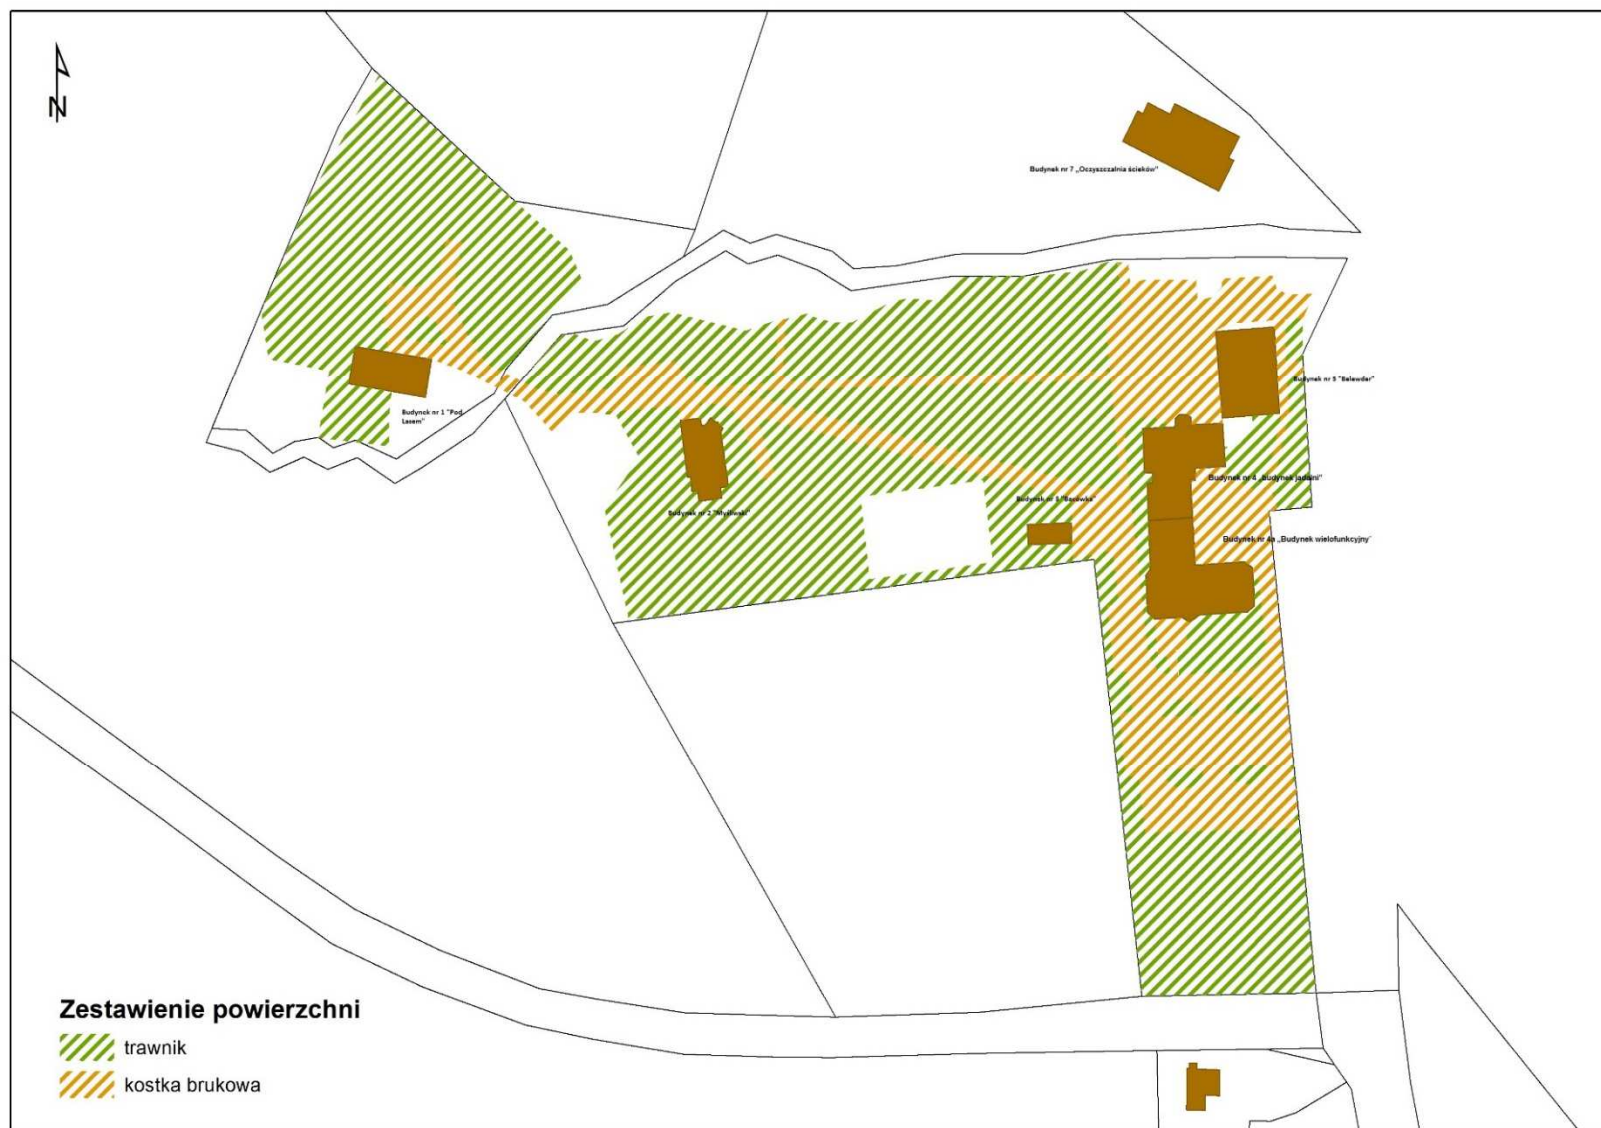 N
Budynek nr 7 „Oczyszczalnia ścieków"
Budynek nr 5 "Belweder"
Budynek nr 1 "Pod
Lasem"
Budynek nr 4 „budynek jadalni"
Budynek nr 2 "Myśliwski"
Budynek nr 4a „Budynek wielofunkcyjny"
Zestawienie powierzchni
trawnik
kostka brukowa